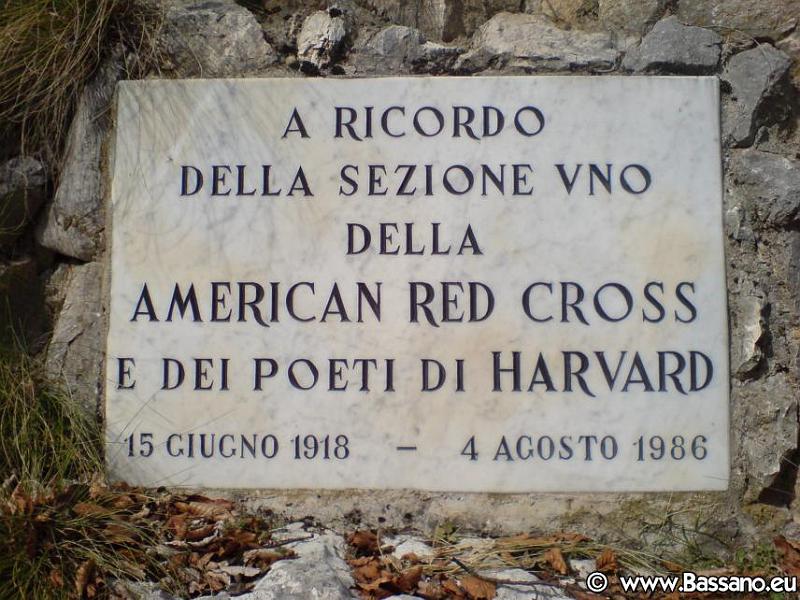 A RICORDO
DELLA SEZIONE VNO
DELLA
AMERICAN RED CROSS
E DEI POETI DI HARVARD
15 GIUGNO 1918 – 4 AGOSTO 1986
© www.Bassano.eu